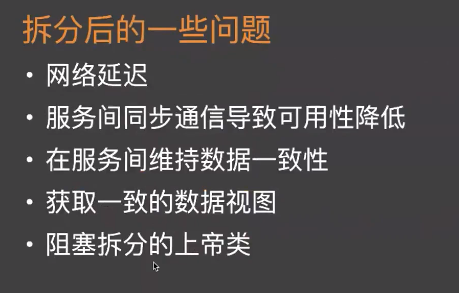 拆分后的一些问题
• 网络延迟
• 服务间同步通信导致可用性降低
• 在服务间维持数据一致性
• 获取一致的数据视图
• 阻塞拆分的上帝类